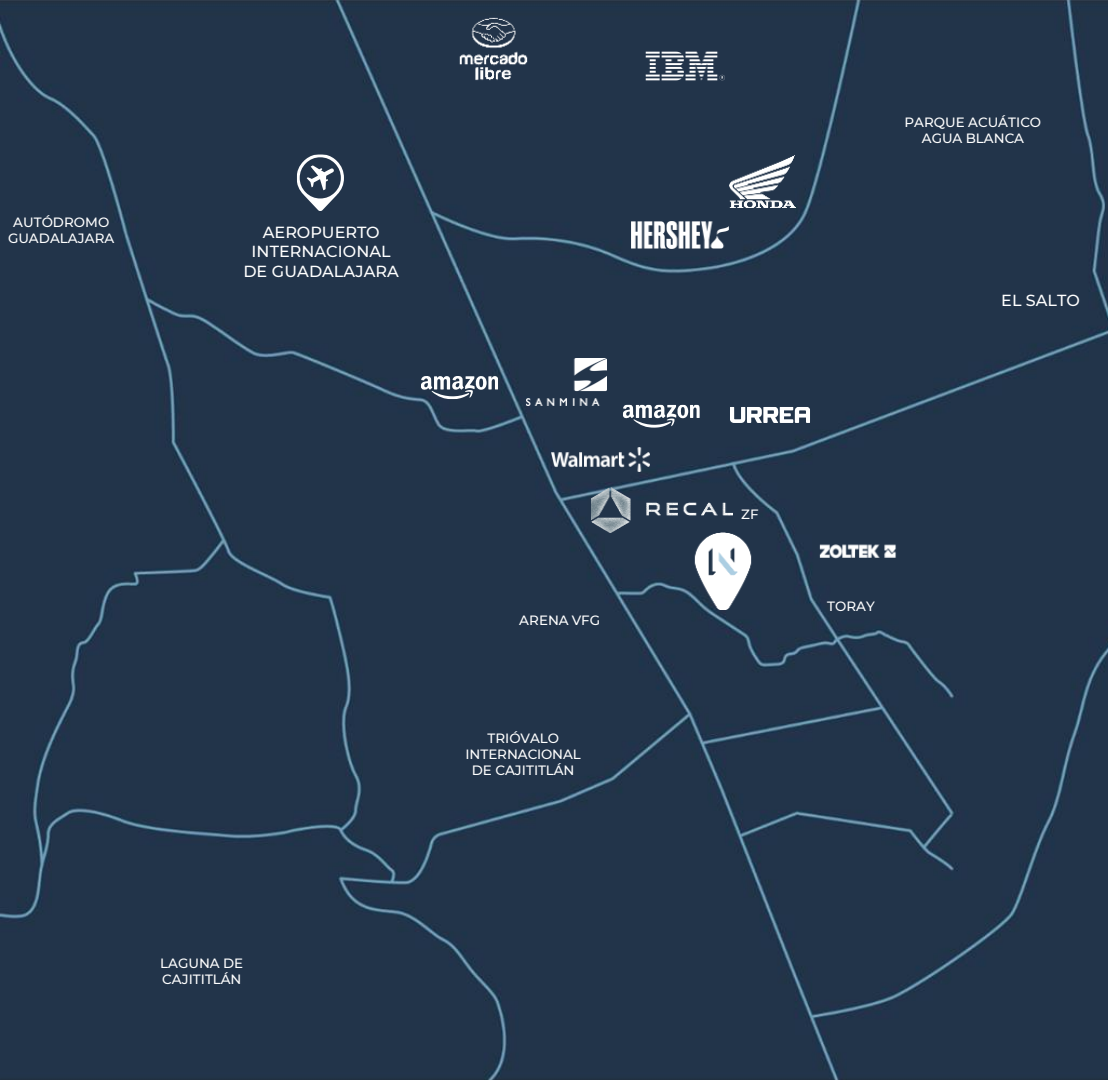 mercado
libre
IBM
PARQUE ACUÁTICO
AGUA BLANCA
HONDA
AUTÓDROMO
GUADALAJARA
AEROPUERTO
INTERNACIONAL
DE GUADALAJARA
HERSHEY
EL SALTO
amazon
SANMINA
amazon
URREA
Walmart
RECAL
ZF
N
ZOLTEK
TORAY
ARENA VFG
TRIÓVALO
INTERNACIONAL
DE CAJITITLÁN
LAGUNA DE
CAJITITLÁN